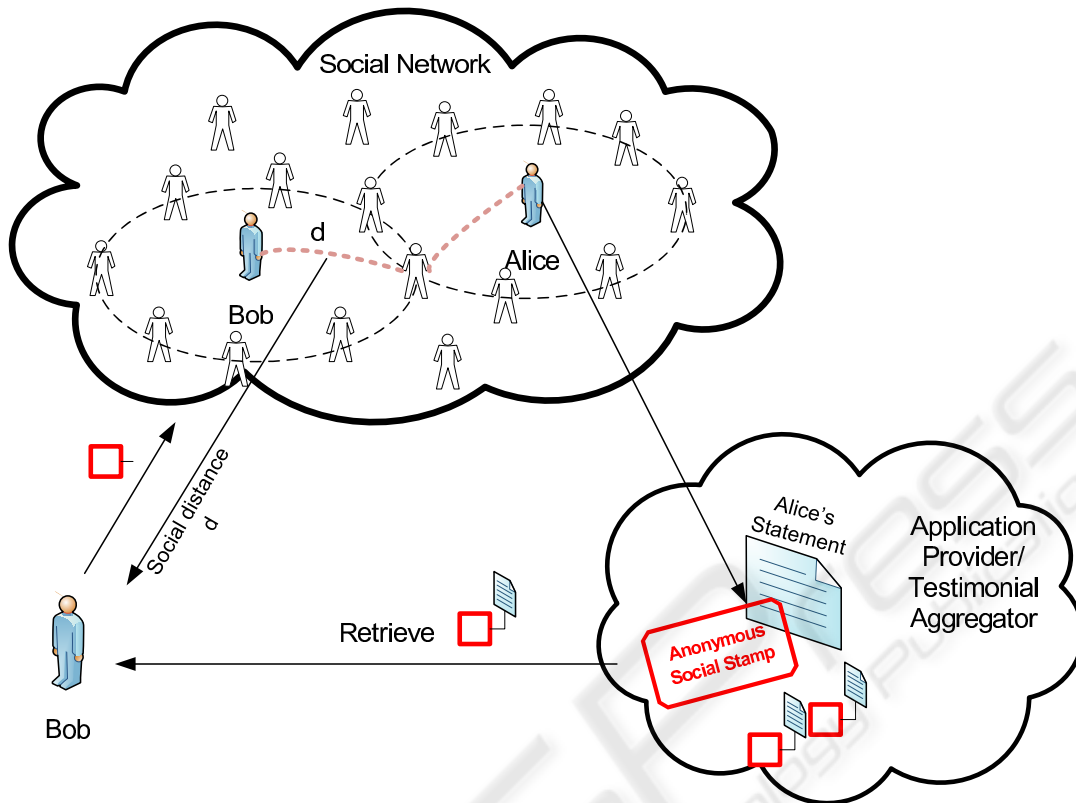 Social Network
d
Alice
Bob
Social distance
d
Alice's
Statement
Application
Provider/
Testimonial
Aggregator
Retrieve
Anonymous
Social Stamp
Bob